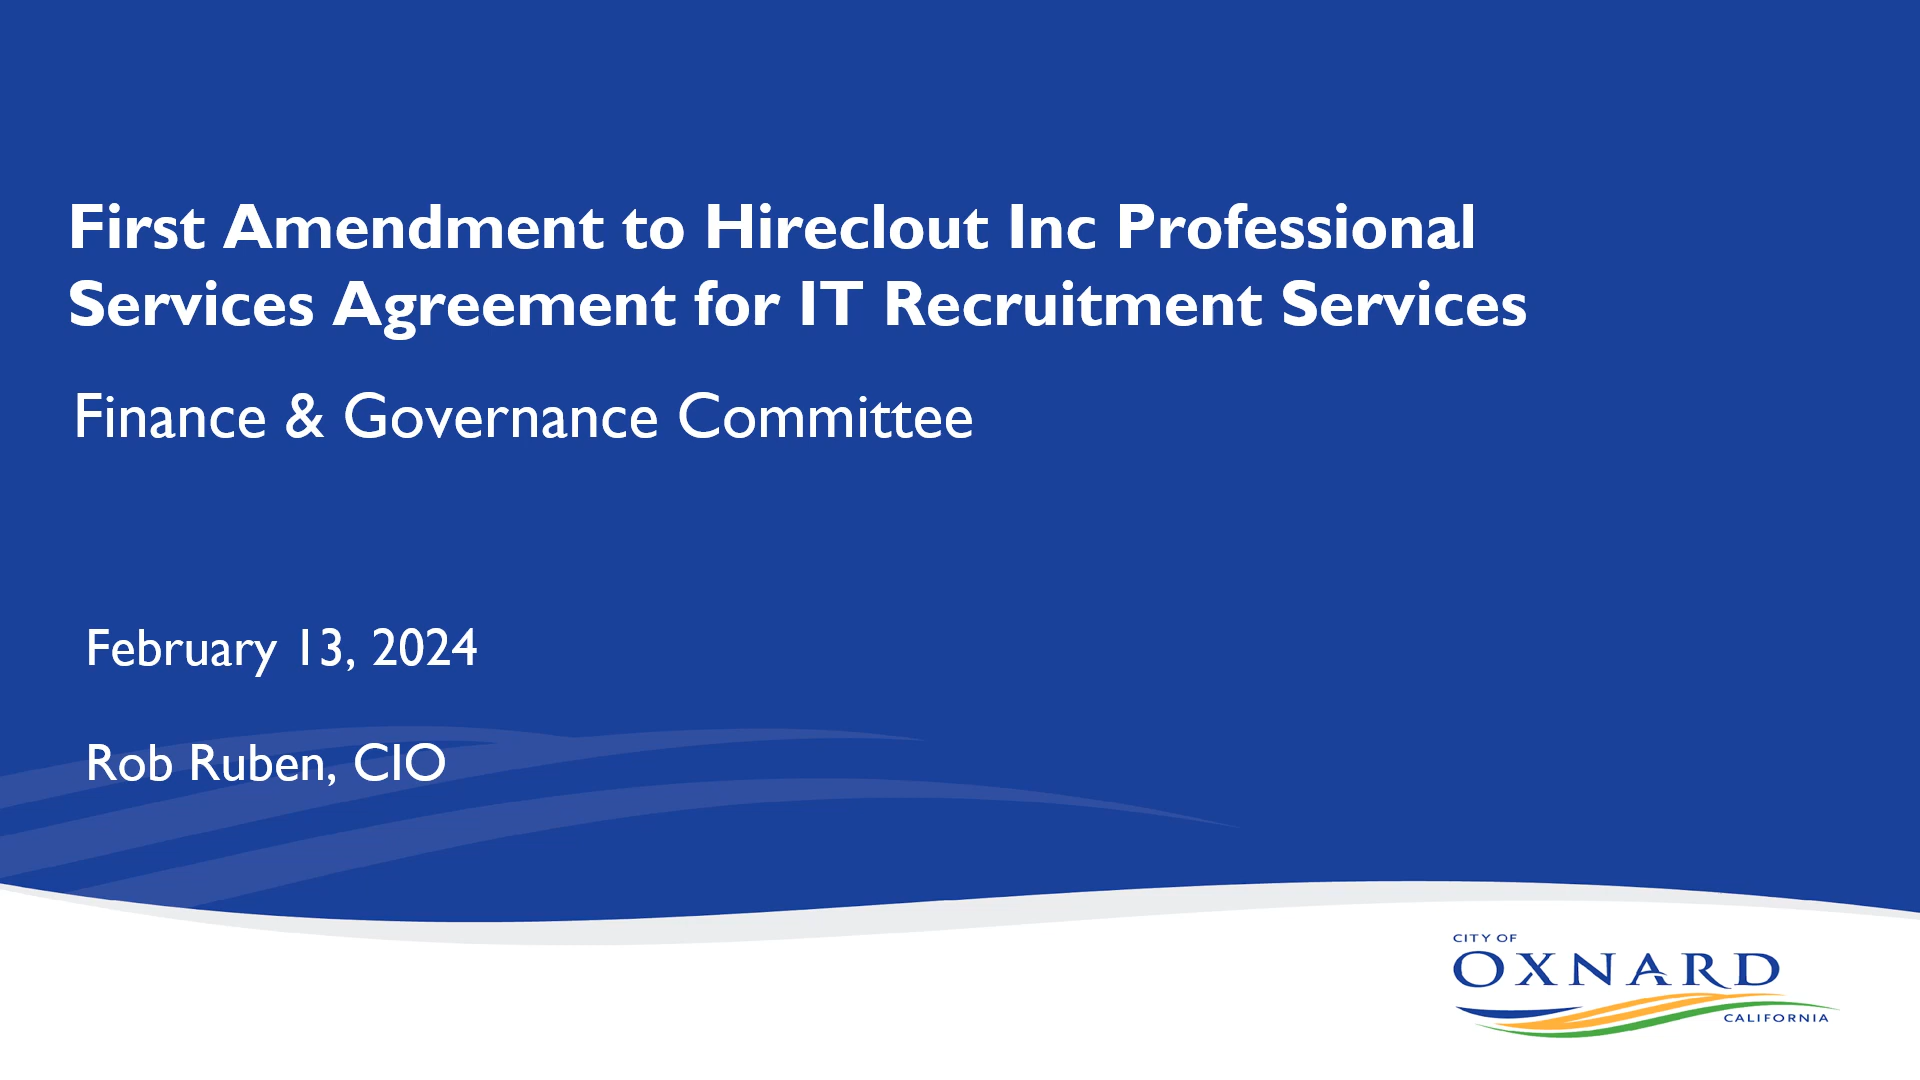 First Amendment to Hireclout Inc Professional
Services Agreement for IT Recruitment Services
Finance & Governance Committee
February 13, 2024
Rob Ruben, CIO
CITY OF
OXNARD
CALIFORNIA